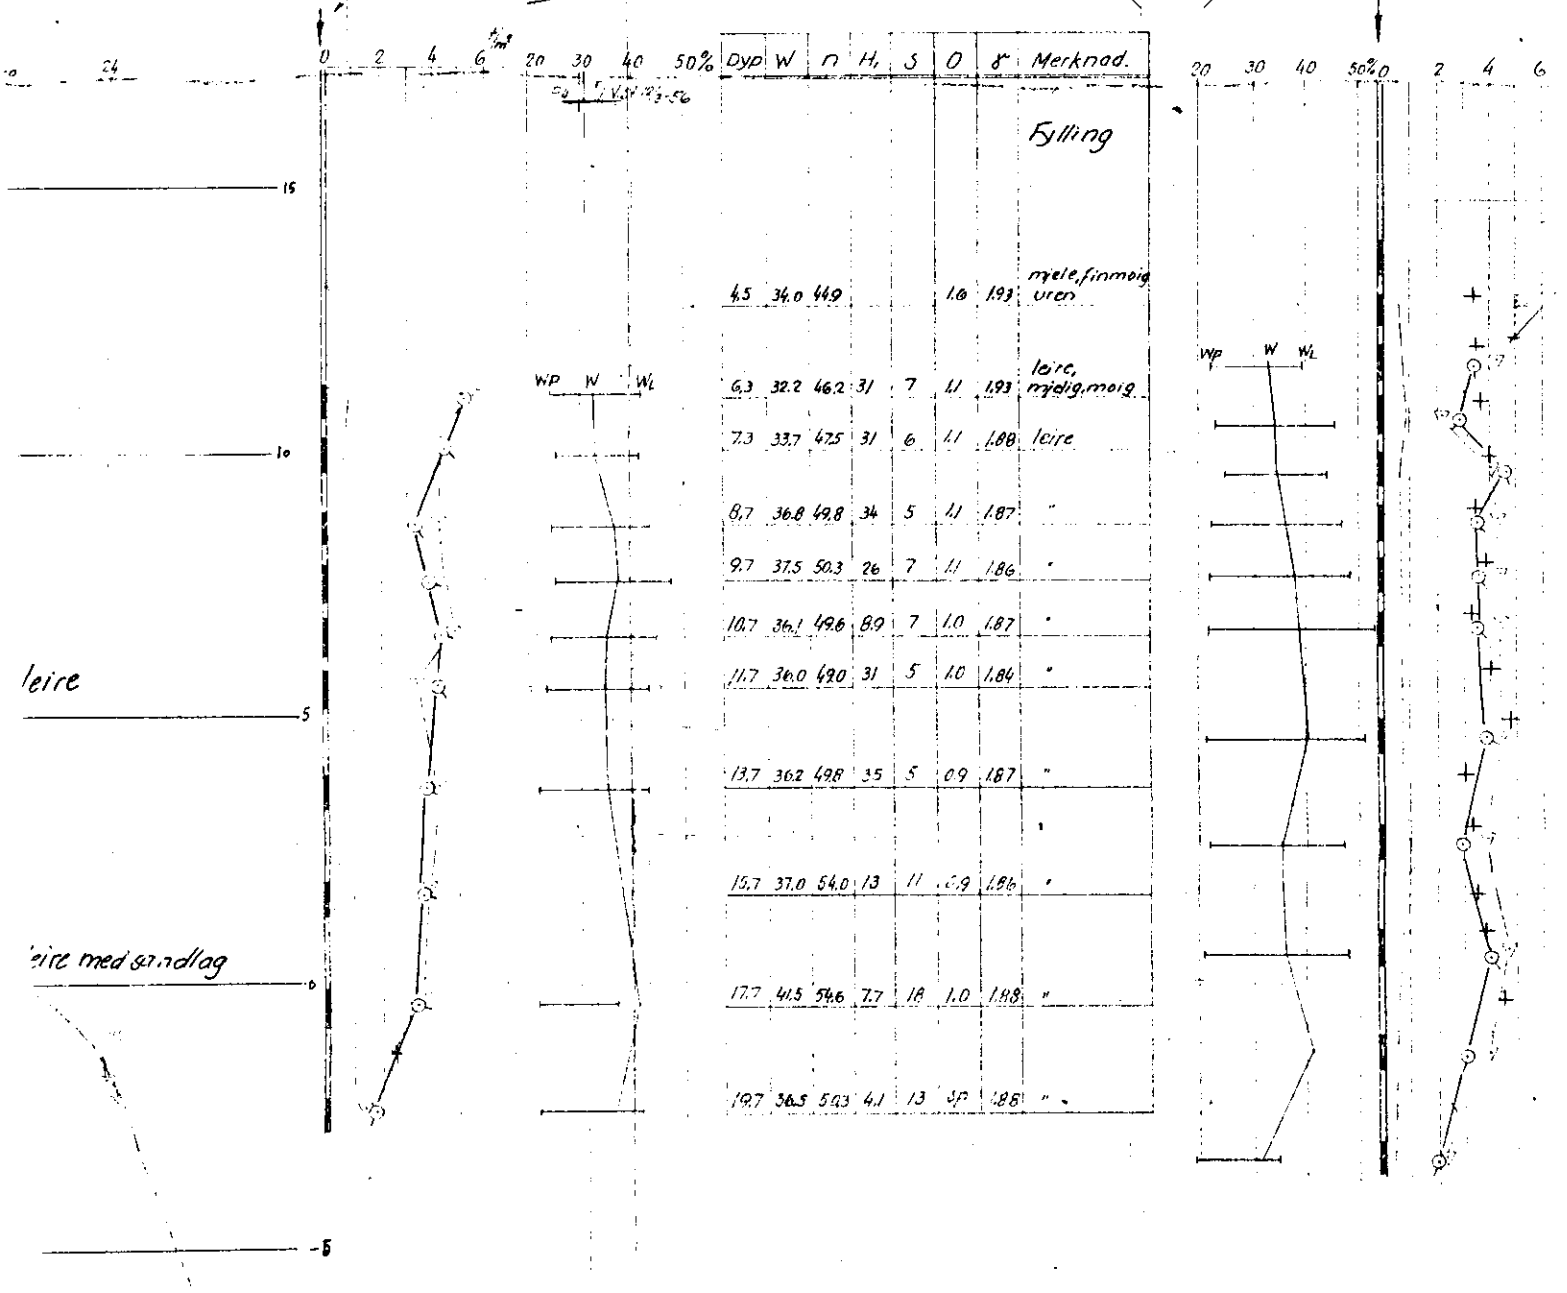 24
0 2 4 6 t/m²
20 30 40 50%
Dyp W n H₁ S O γ Merknad.
20 30 40 50% 0 2 4 6
Fylling
15
4.5 34.0 44.9 1.6 1.93 mjele, finmoig
uren
WP W WL
6.3 32.2 46.2 31 7 1.1 1.93 leire,
mjelig, moig
WP W WL
7.3 33.7 47.5 31 6 1.1 1.88 leire
10
8.7 36.8 49.8 34 5 1.1 1.87 "
9.7 37.5 50.3 26 7 1.1 1.86 "
10.7 36.1 49.6 8.9 7 1.0 1.87 "
11.7 36.0 49.0 31 5 1.0 1.84 "
leire
5
13.7 36.2 49.8 35 5 0.9 1.87 "
15.7 37.0 54.0 13 11 0.9 1.86 "
leire med sandlag
0
17.7 41.5 54.6 7.7 18 1.0 1.88 "
19.7 36.5 50.3 4.1 13 1.88 "
-5